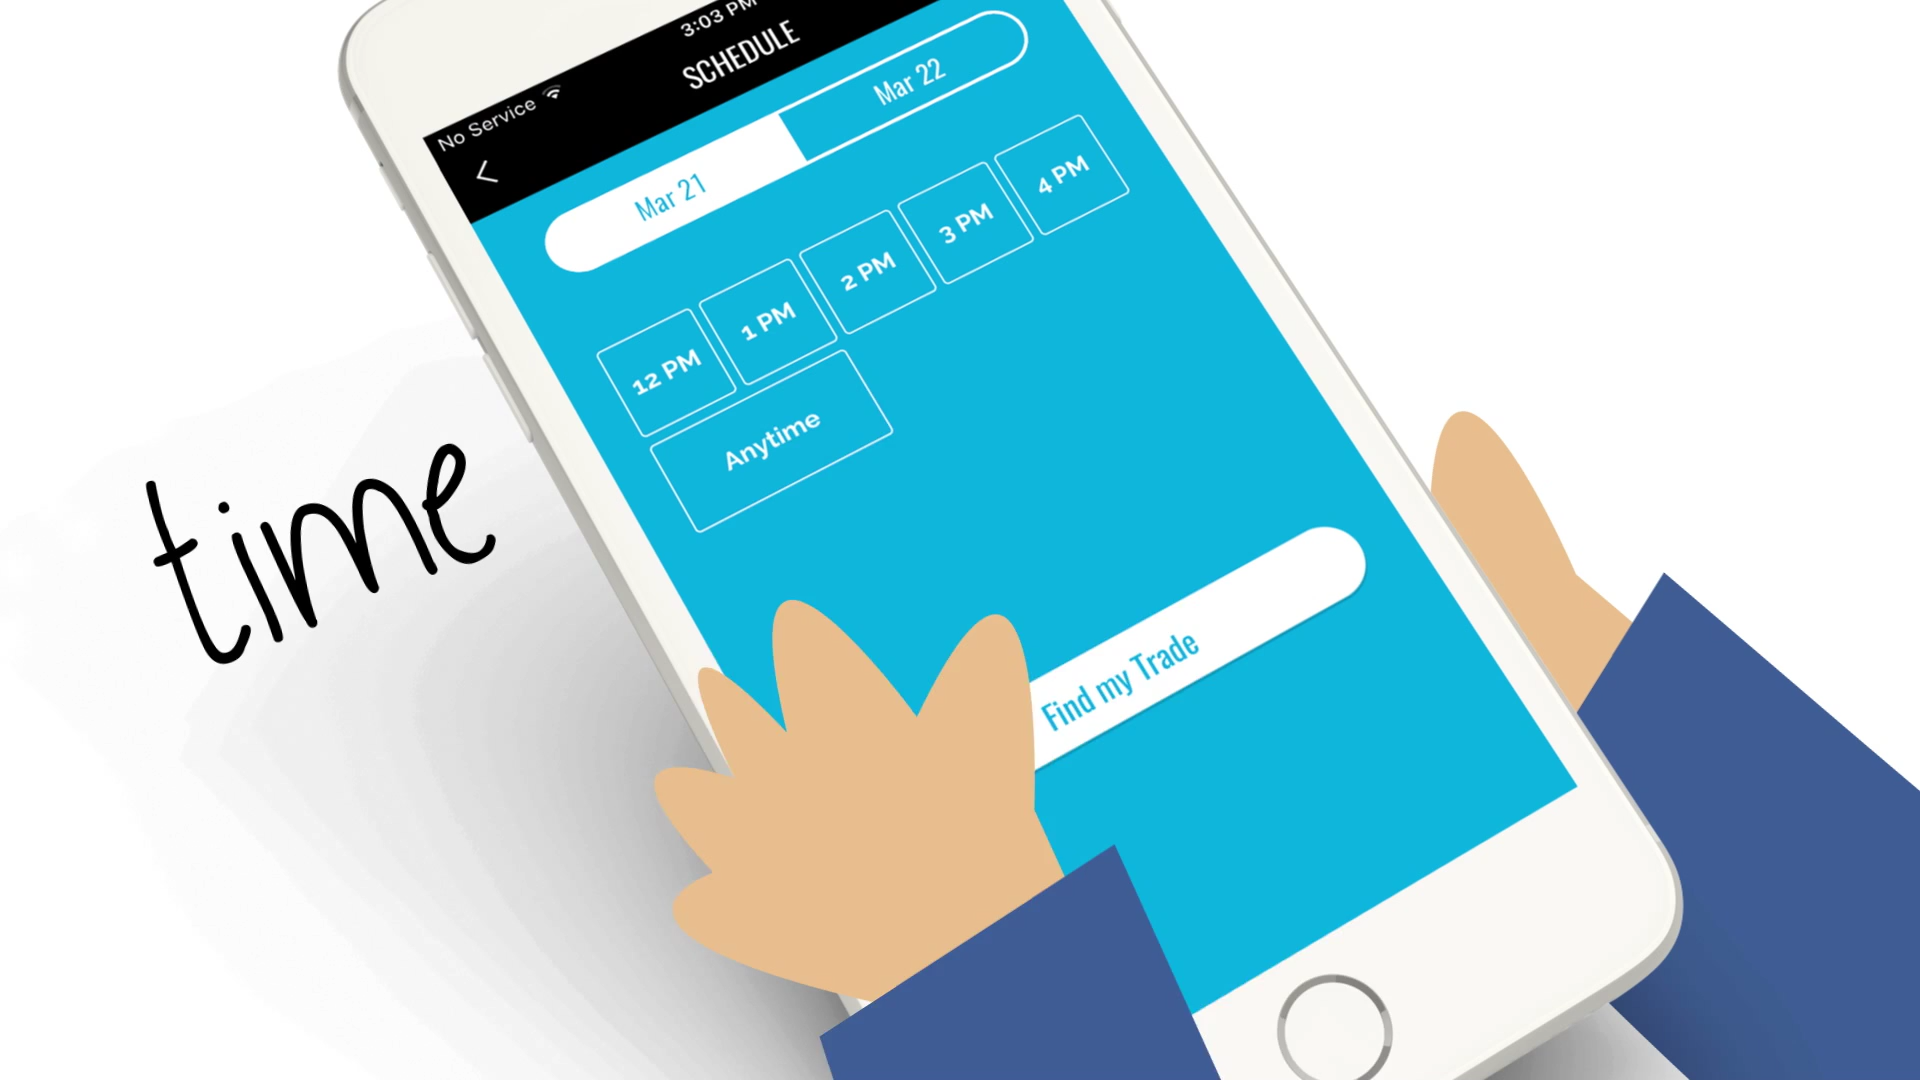 3:03 PM
No Service
SCHEDULE
<
Mar 21 Mar 22
12 PM 1 PM 2 PM 3 PM 4 PM
Anytime
time
Find my Trade